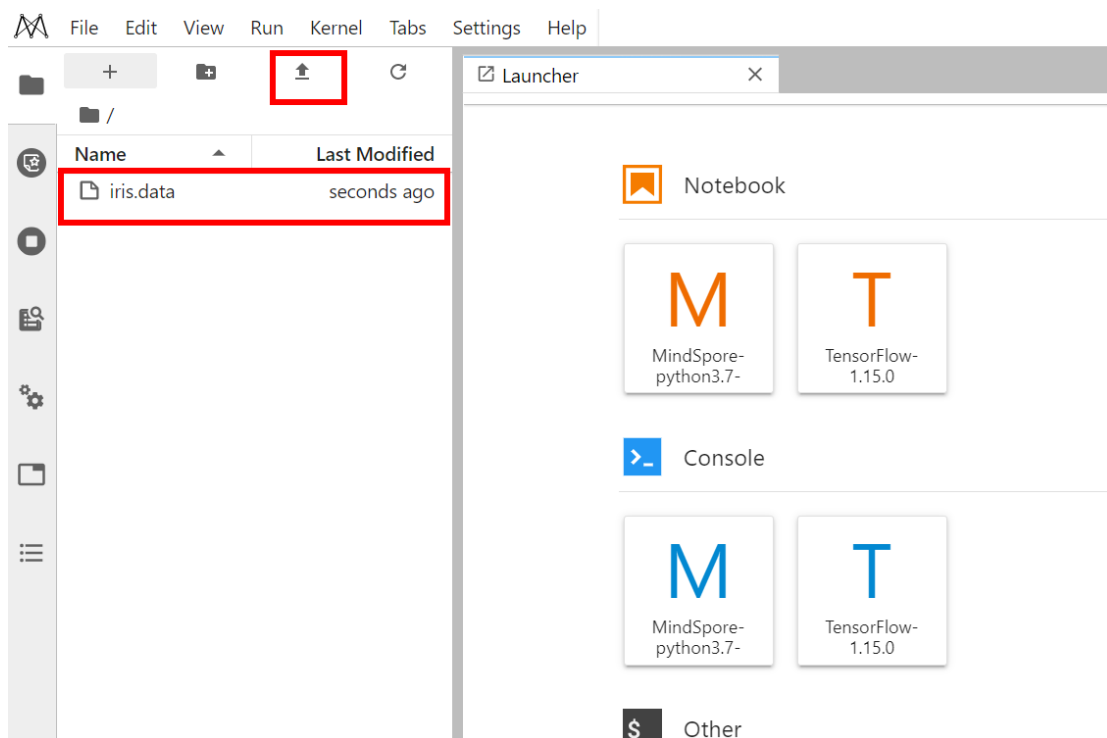 File Edit View Run Kernel Tabs Settings Help
Launcher
/
Name Last Modified
iris.data seconds ago
Notebook
M T
MindSpore- TensorFlow-
python3.7- 1.15.0
Console
M T
MindSpore- TensorFlow-
python3.7- 1.15.0
$ Other